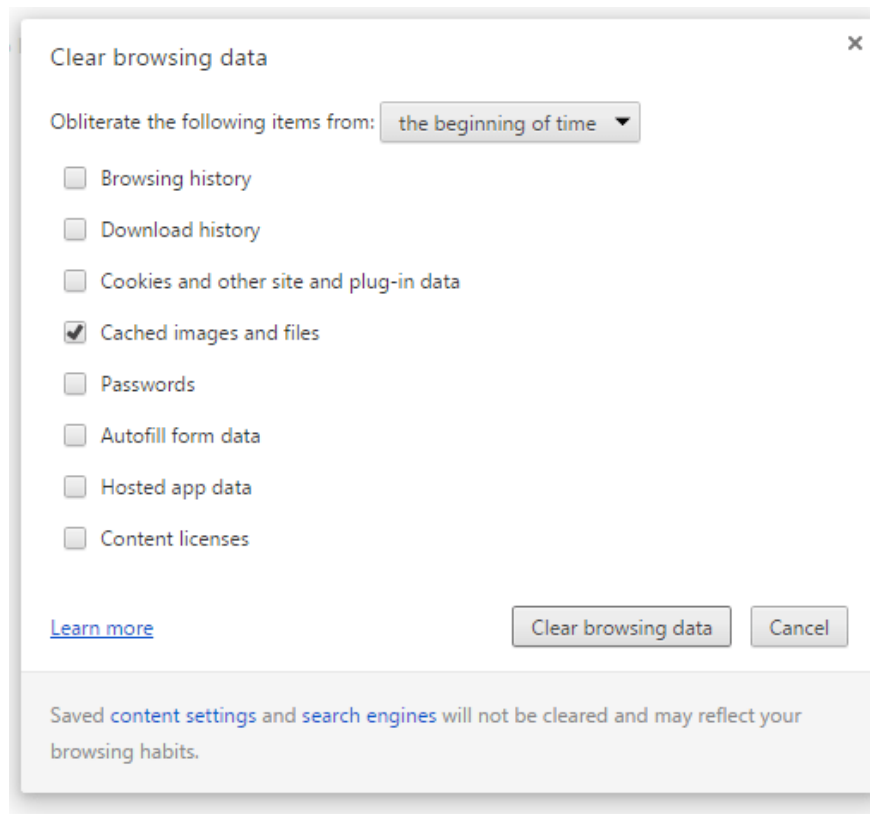 Clear browsing data
Obliterate the following items from: the beginning of time
Browsing history
Download history
Cookies and other site and plug-in data
Cached images and files
Passwords
Autofill form data
Hosted app data
Content licenses
Learn more Clear browsing data Cancel
Saved content settings and search engines will not be cleared and may reflect your
browsing habits.